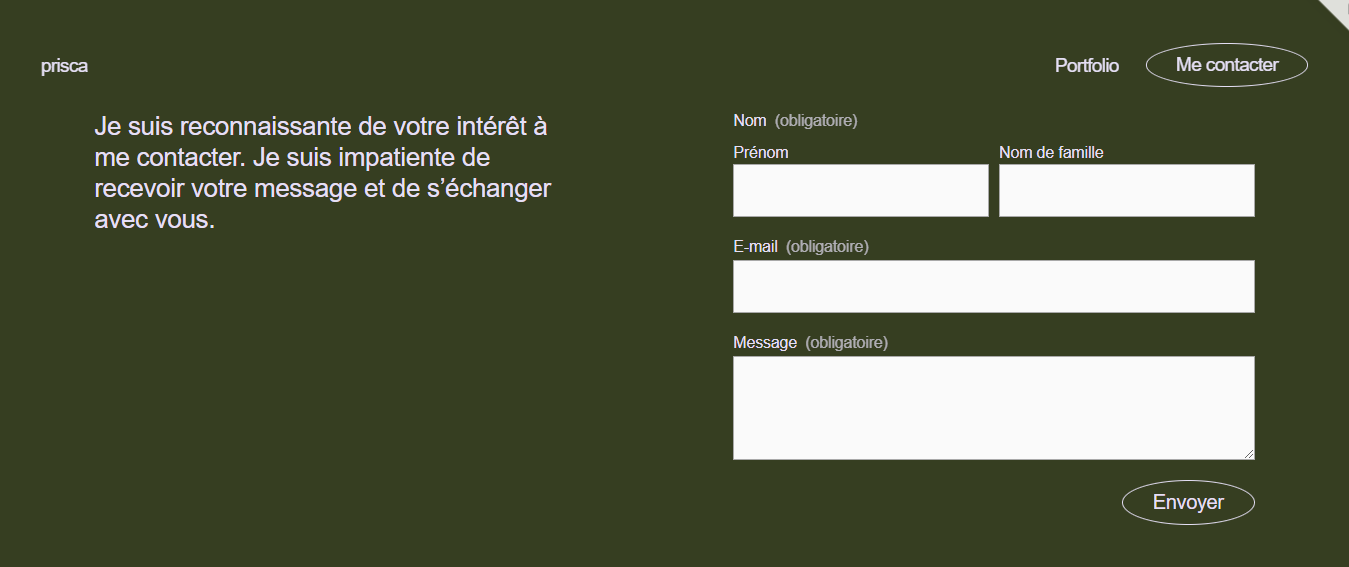 prisca
Portfolio
Me contacter
Je suis reconnaissante de votre intérêt à
me contacter. Je suis impatiente de
recevoir votre message et de s’échanger
avec vous.
Nom (obligatoire)
Prénom
Nom de famille
E-mail (obligatoire)
Message (obligatoire)
Envoyer